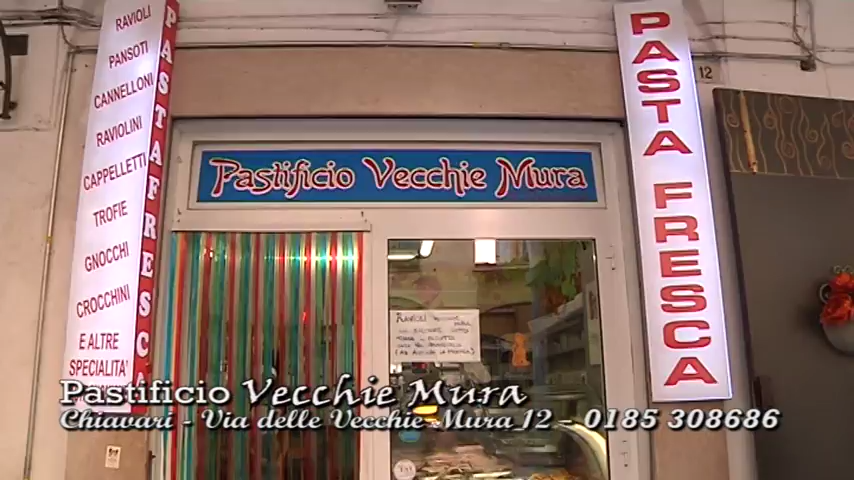 RAVIOLI
PANSOTI
CANNELLONI
RAVIOLINI
CAPPELLETTI
TROFIE
GNOCCHI
CROCCHINI
E ALTRE
SPECIALITA'
PASTA FRESCA
Pastificio Vecchie Mura
PASTA FRESCA
12
RAVIOLI
Pastificio Vecchie Mura
Chiavari - Via delle Vecchie Mura 12 - 0185 308686